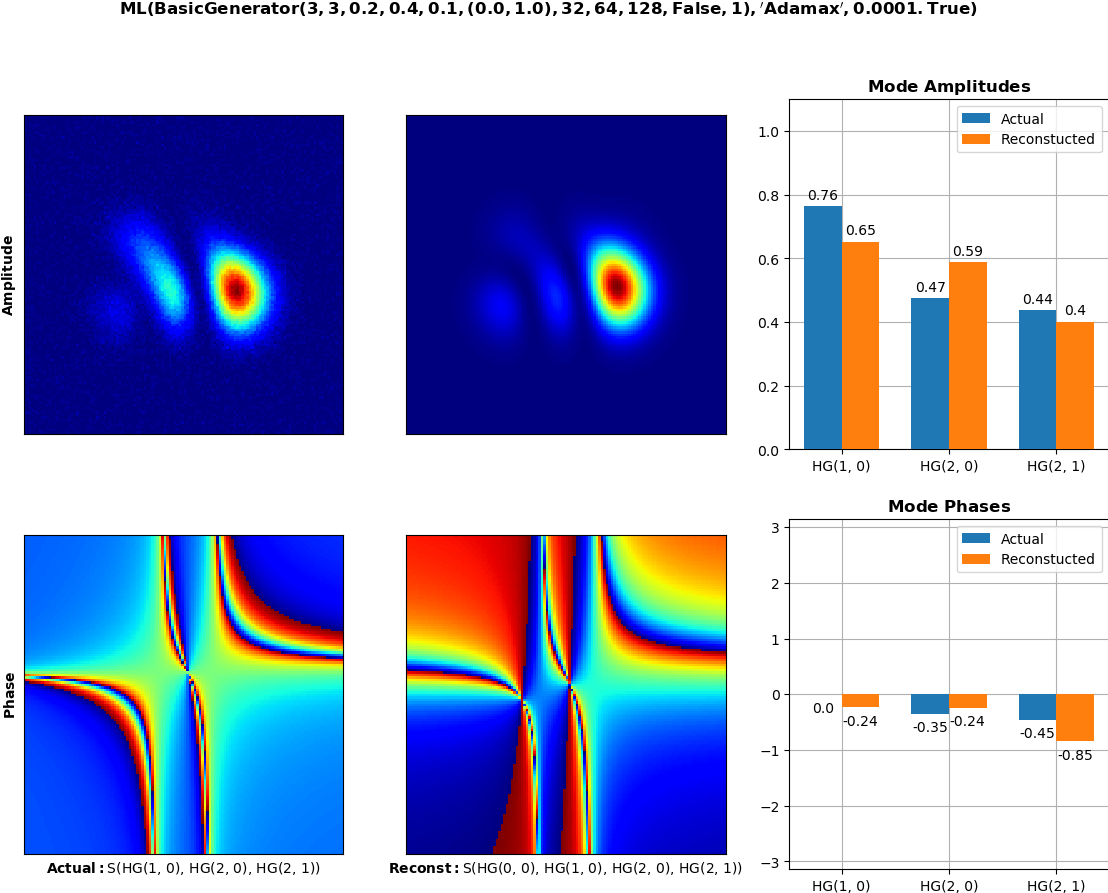 ML(BasicGenerator(3, 3, 0.2, 0.4, 0.1, (0.0, 1.0), 32, 64, 128, False, 1), ′Adamax′, 0.0001. True)
Mode Amplitudes
Actual
Reconstucted
1.0
0.8
0.6
0.4
0.2
0.0
0.76
0.65
0.47
0.59
0.44
0.4
HG(1, 0)
HG(2, 0)
HG(2, 1)
Amplitude
Mode Phases
Actual
Reconstucted
3
2
1
0
−1
−2
−3
0.0
-0.24
-0.35
-0.24
-0.45
-0.85
HG(1, 0)
HG(2, 0)
HG(2, 1)
Phase
Actual: S(HG(1, 0), HG(2, 0), HG(2, 1))
Reconst: S(HG(0, 0), HG(1, 0), HG(2, 0), HG(2, 1))